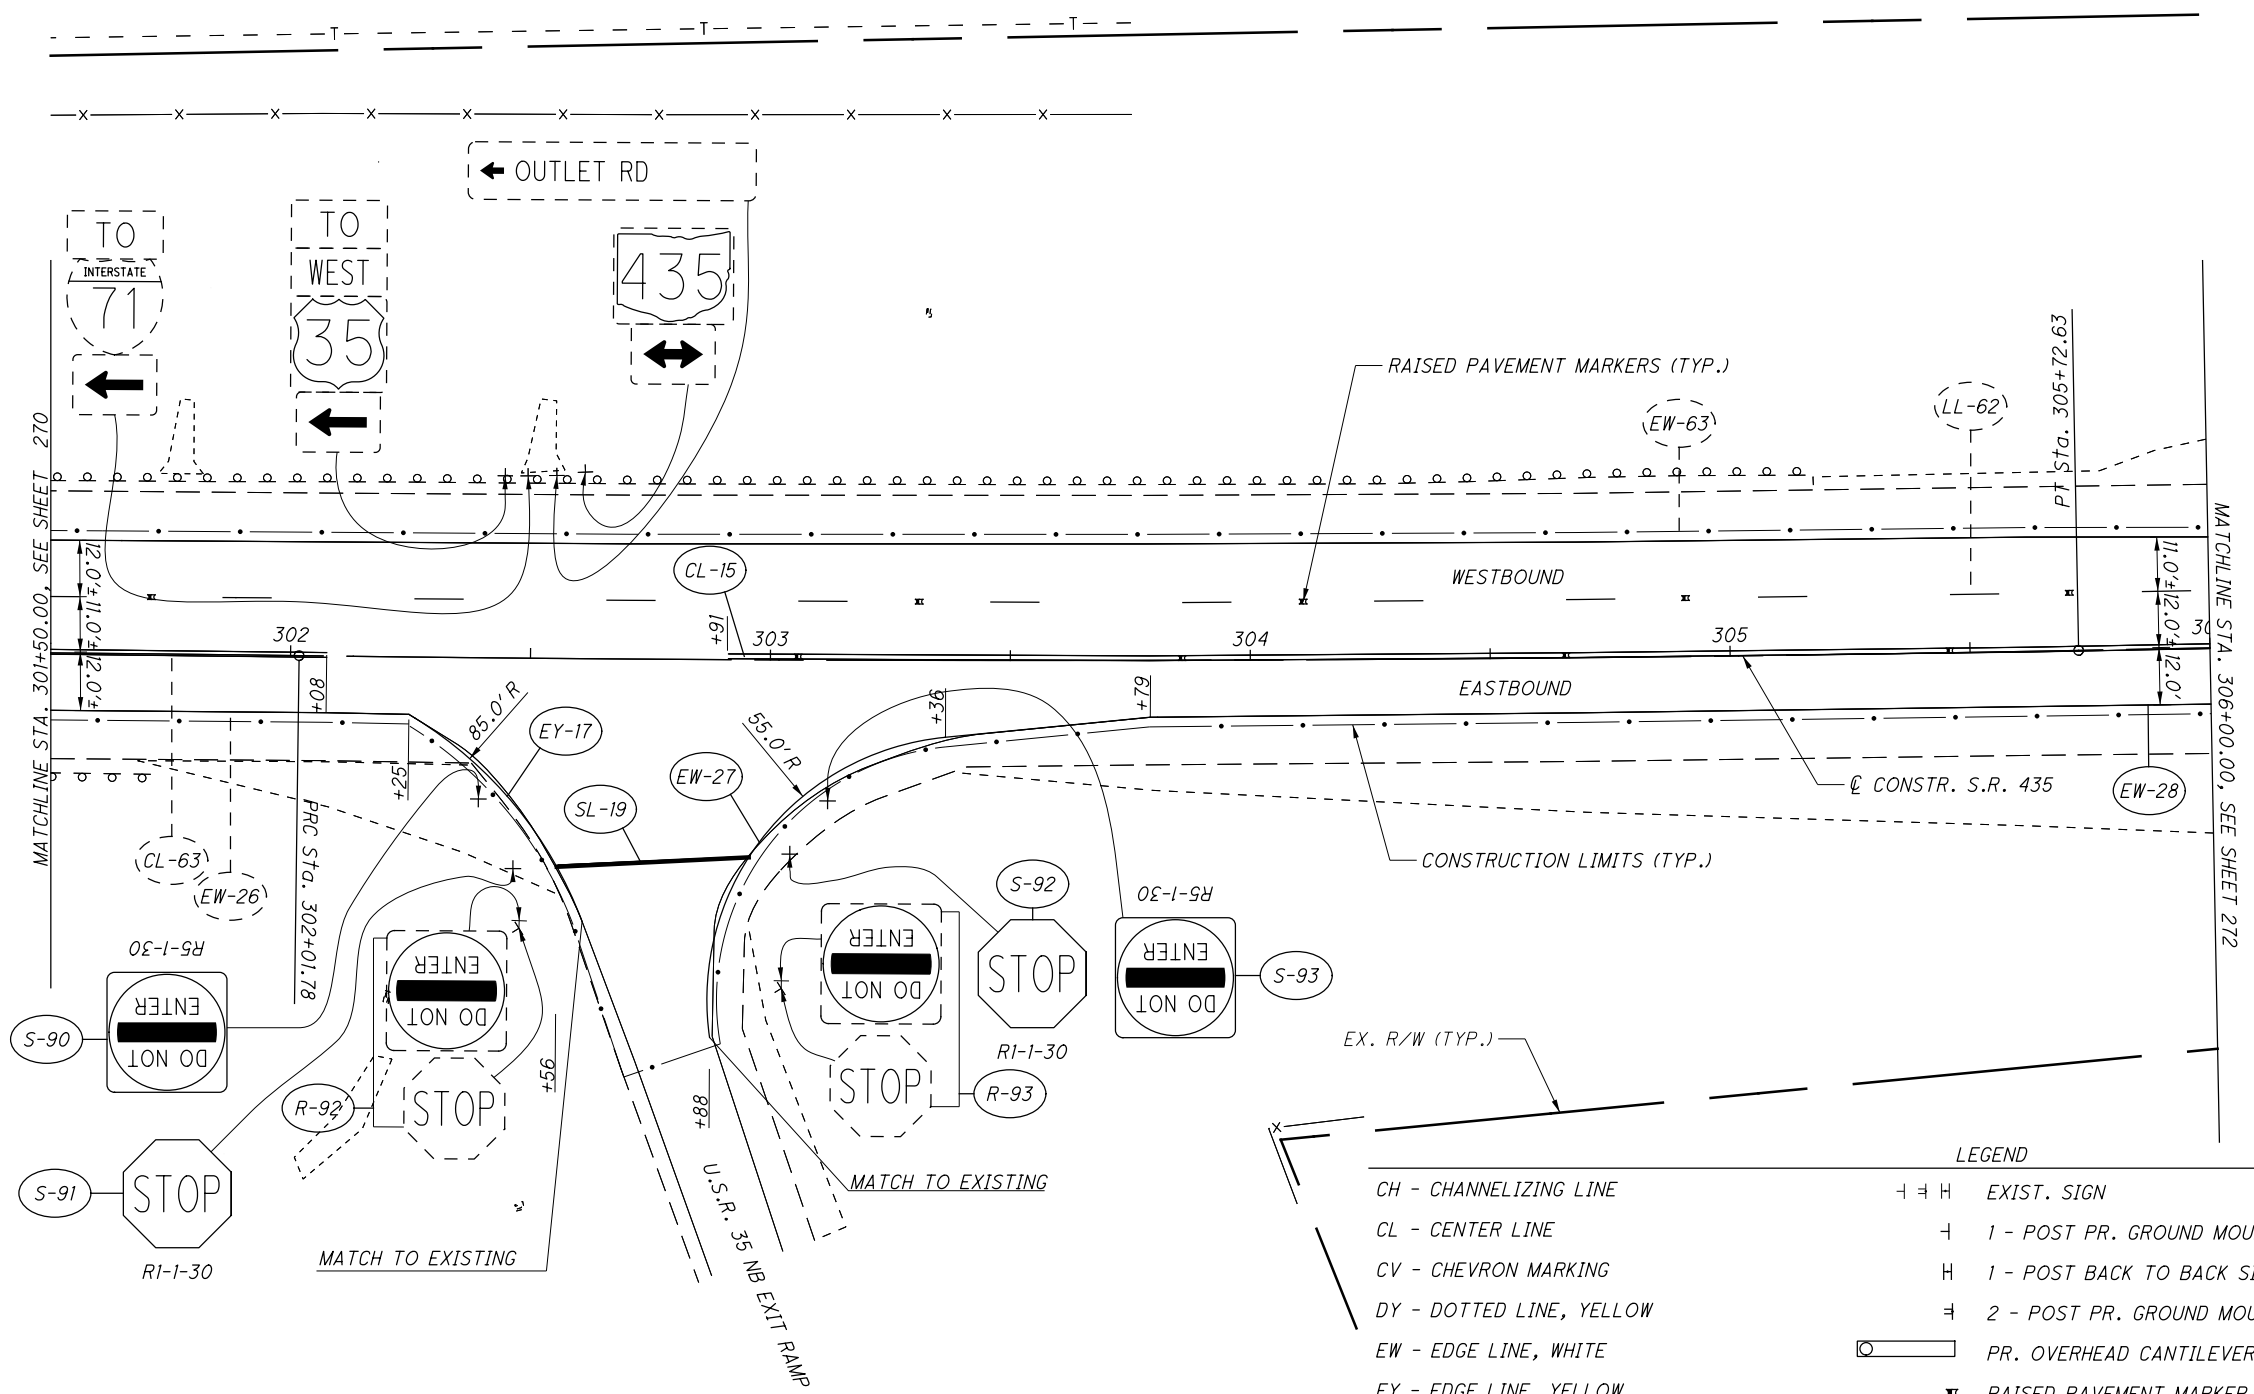 T
T
T
X X X X X X X X X X X
OUTLET RD
TO
INTERSTATE
71
TO
WEST
35
435
RAISED PAVEMENT MARKERS (TYP.)
EW-63
LL-62
PT Sta. 305+72.63
MATCHLINE STA. 301+50.00, SEE SHEET 270
MATCHLINE STA. 306+00.00, SEE SHEET 272
12.0'±
11.0'±
12.0'±
CL-15
WESTBOUND
11.0'±
12.0'±
12.0'
302
+91
303
304
305
30
+08
+25
85.0' R
EY-17
55.0' R
+36
+79
EASTBOUND
EW-27
SL-19
℄ CONSTR. S.R. 435
EW-28
CL-63
EW-26
PRC Sta. 302+01.78
CONSTRUCTION LIMITS (TYP.)
R5-1-30
DO NOT
ENTER
S-90
DO NOT
ENTER
STOP
R-92
+56
DO NOT
ENTER
STOP
R-93
S-92
STOP
R1-1-30
R5-1-30
DO NOT
ENTER
S-93
EX. R/W (TYP.)
X
S-91
STOP
R1-1-30
+88
MATCH TO EXISTING
MATCH TO EXISTING
U.S.R. 35 NB EXIT RAMP
LEGEND
CH - CHANNELIZING LINE
CL - CENTER LINE
CV - CHEVRON MARKING
DY - DOTTED LINE, YELLOW
EW - EDGE LINE, WHITE
EY - EDGE LINE, YELLOW
EXIST. SIGN
1 - POST PR. GROUND MOU
1 - POST BACK TO BACK SI
2 - POST PR. GROUND MOU
PR. OVERHEAD CANTILEVER
RAISED PAVEMENT MARKER